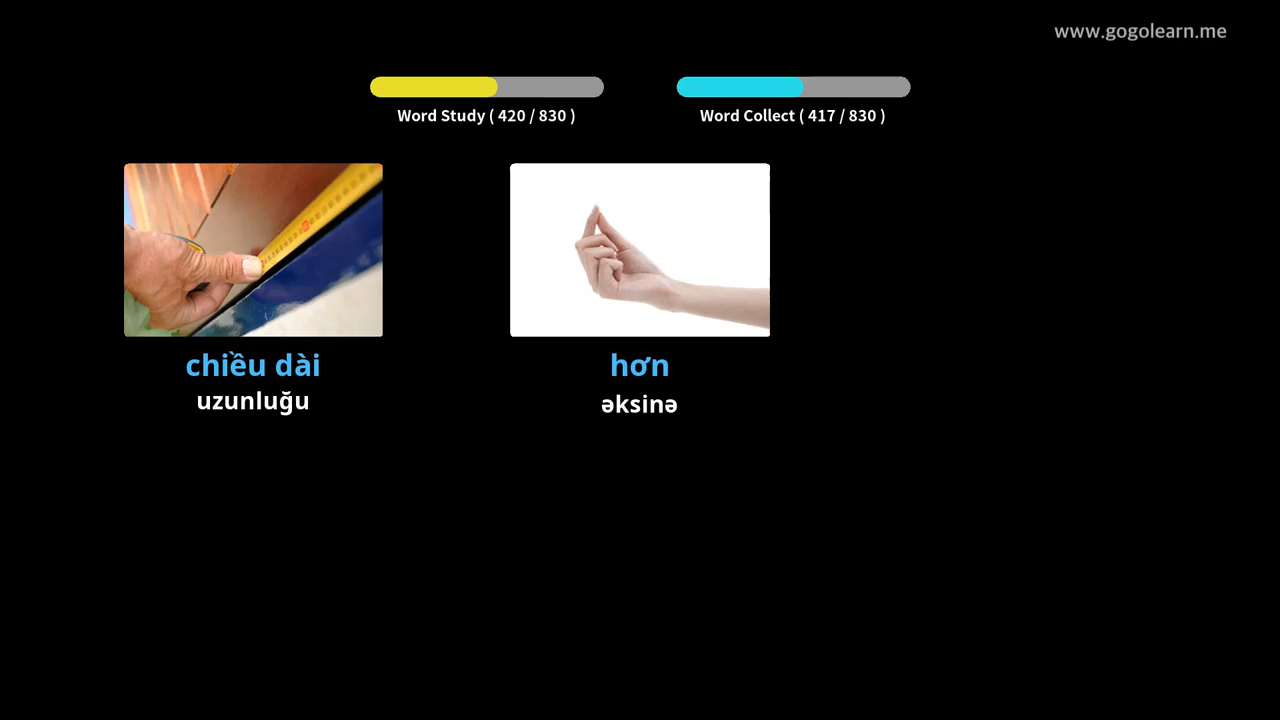 www.gogolearn.me
Word Study ( 420 / 830 )
Word Collect ( 417 / 830 )
chiều dài
uzunluğu
hơn
əksinə